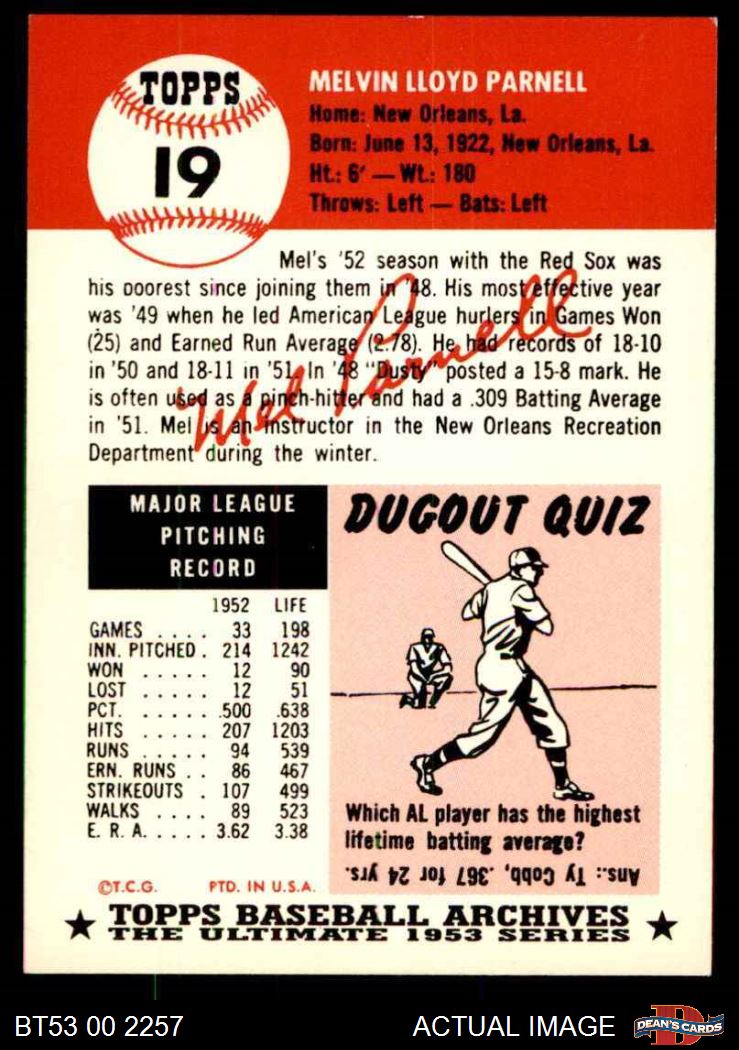 TOPPS
19
MELVIN LLOYD PARNELL
Home: New Orleans, La.
Born: June 13, 1922, New Orleans, La.
Ht.: 6' — Wt.: 180
Throws: Left — Bats: Left
Mel's '52 season with the Red Sox was
his poorest since joining them in '48. His most effective year
was '49 when he led American League hurlers in Games Won
(25) and Earned Run Average (2.78). He had records of 18-10
in '50 and 18-11 in '51. In '48 "Dusty" posted a 15-8 mark. He
is often used as a pinch-hitter and had a .309 Batting Average
in '51. Mel is an instructor in the New Orleans Recreation
Department during the winter.
Mel Parnell
MAJOR LEAGUE
PITCHING
RECORD
1952 LIFE
GAMES .... 33 198
INN. PITCHED . 214 1242
WON ..... 12 90
LOST ..... 12 51
PCT. ...... .500 .638
HITS ...... 207 1203
RUNS ..... 94 539
ERN. RUNS .. 86 467
STRIKEOUTS . 107 499
WALKS .... 89 523
E. R. A. .... 3.62 3.38
DUGOUT QUIZ
Which AL player has the highest
lifetime batting average?
Ans.: Ty Cobb, .367 for 24 yrs.
©T.C.G. PTD. IN U.S.A.
TOPPS BASEBALL ARCHIVES
THE ULTIMATE 1953 SERIES
BT53 00 2257
ACTUAL IMAGE
D
DEAN'S CARDS